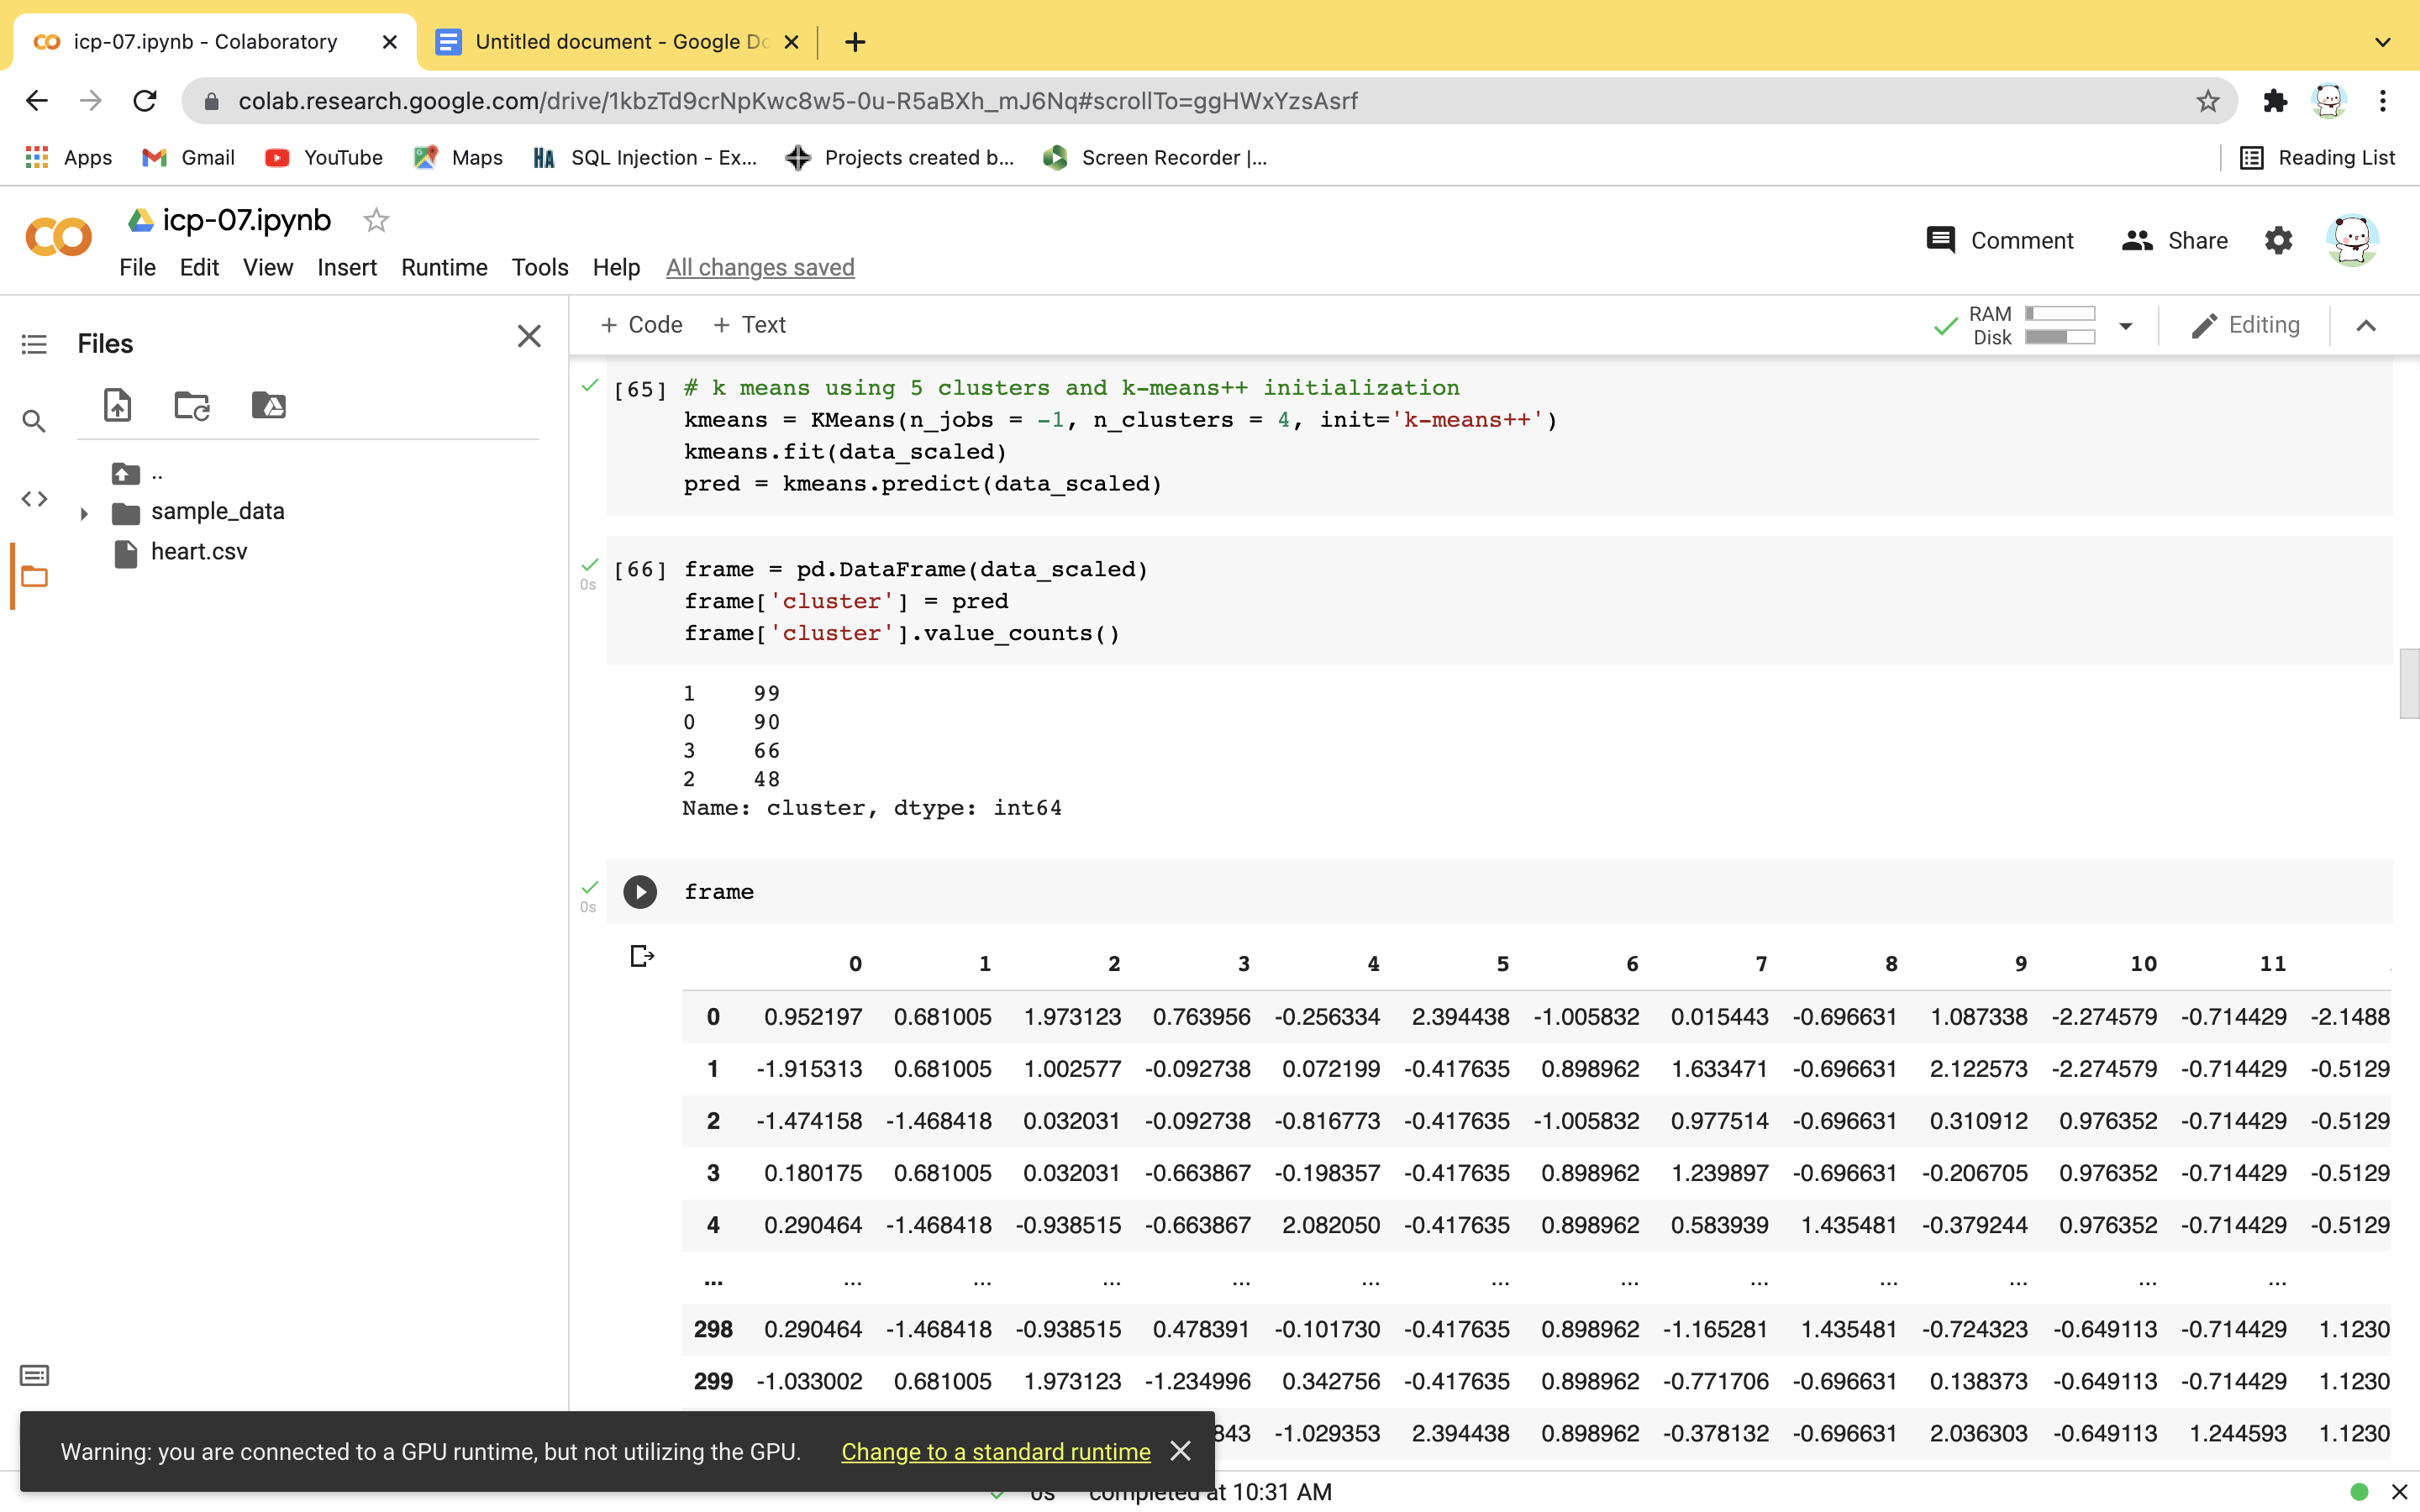 icp-07.ipynb - Colaboratory
Untitled document - Google Do
colab.research.google.com/drive/1kbzTd9crNpKwc8w5-0u-R5aBXh_mJ6Nq#scrollTo=ggHWxYzsAsrf
Apps Gmail YouTube Maps HA SQL Injection - Ex... Projects created b... Screen Recorder |... Reading List
icp-07.ipynb
Comment Share
File Edit View Insert Runtime Tools Help All changes saved
Files
+ Code + Text
RAM
Disk
Editing
..
sample_data
heart.csv
[65] # k means using 5 clusters and k-means++ initialization
kmeans = KMeans(n_jobs = -1, n_clusters = 4, init='k-means++')
kmeans.fit(data_scaled)
pred = kmeans.predict(data_scaled)
0s
[66] frame = pd.DataFrame(data_scaled)
frame['cluster'] = pred
frame['cluster'].value_counts()
1 99
0 90
3 66
2 48
Name: cluster, dtype: int64
0s
frame
0 1 2 3 4 5 6 7 8 9 10 11
0 0.952197 0.681005 1.973123 0.763956 -0.256334 2.394438 -1.005832 0.015443 -0.696631 1.087338 -2.274579 -0.714429 -2.1488
1 -1.915313 0.681005 1.002577 -0.092738 0.072199 -0.417635 0.898962 1.633471 -0.696631 2.122573 -2.274579 -0.714429 -0.5129
2 -1.474158 -1.468418 0.032031 -0.092738 -0.816773 -0.417635 -1.005832 0.977514 -0.696631 0.310912 0.976352 -0.714429 -0.5129
3 0.180175 0.681005 0.032031 -0.663867 -0.198357 -0.417635 0.898962 1.239897 -0.696631 -0.206705 0.976352 -0.714429 -0.5129
4 0.290464 -1.468418 -0.938515 -0.663867 2.082050 -0.417635 0.898962 0.583939 1.435481 -0.379244 0.976352 -0.714429 -0.5129
... ... ... ... ... ... ... ... ... ... ... ... ...
298 0.290464 -1.468418 -0.938515 0.478391 -0.101730 -0.417635 0.898962 -1.165281 1.435481 -0.724323 -0.649113 -0.714429 1.1230
299 -1.033002 0.681005 1.973123 -1.234996 0.342756 -0.417635 0.898962 -0.771706 -0.696631 0.138373 -0.649113 -0.714429 1.1230
843 -1.029353 2.394438 0.898962 -0.378132 -0.696631 2.036303 -0.649113 1.244593 1.1230
Warning: you are connected to a GPU runtime, but not utilizing the GPU. Change to a standard runtime
0s completed at 10:31 AM